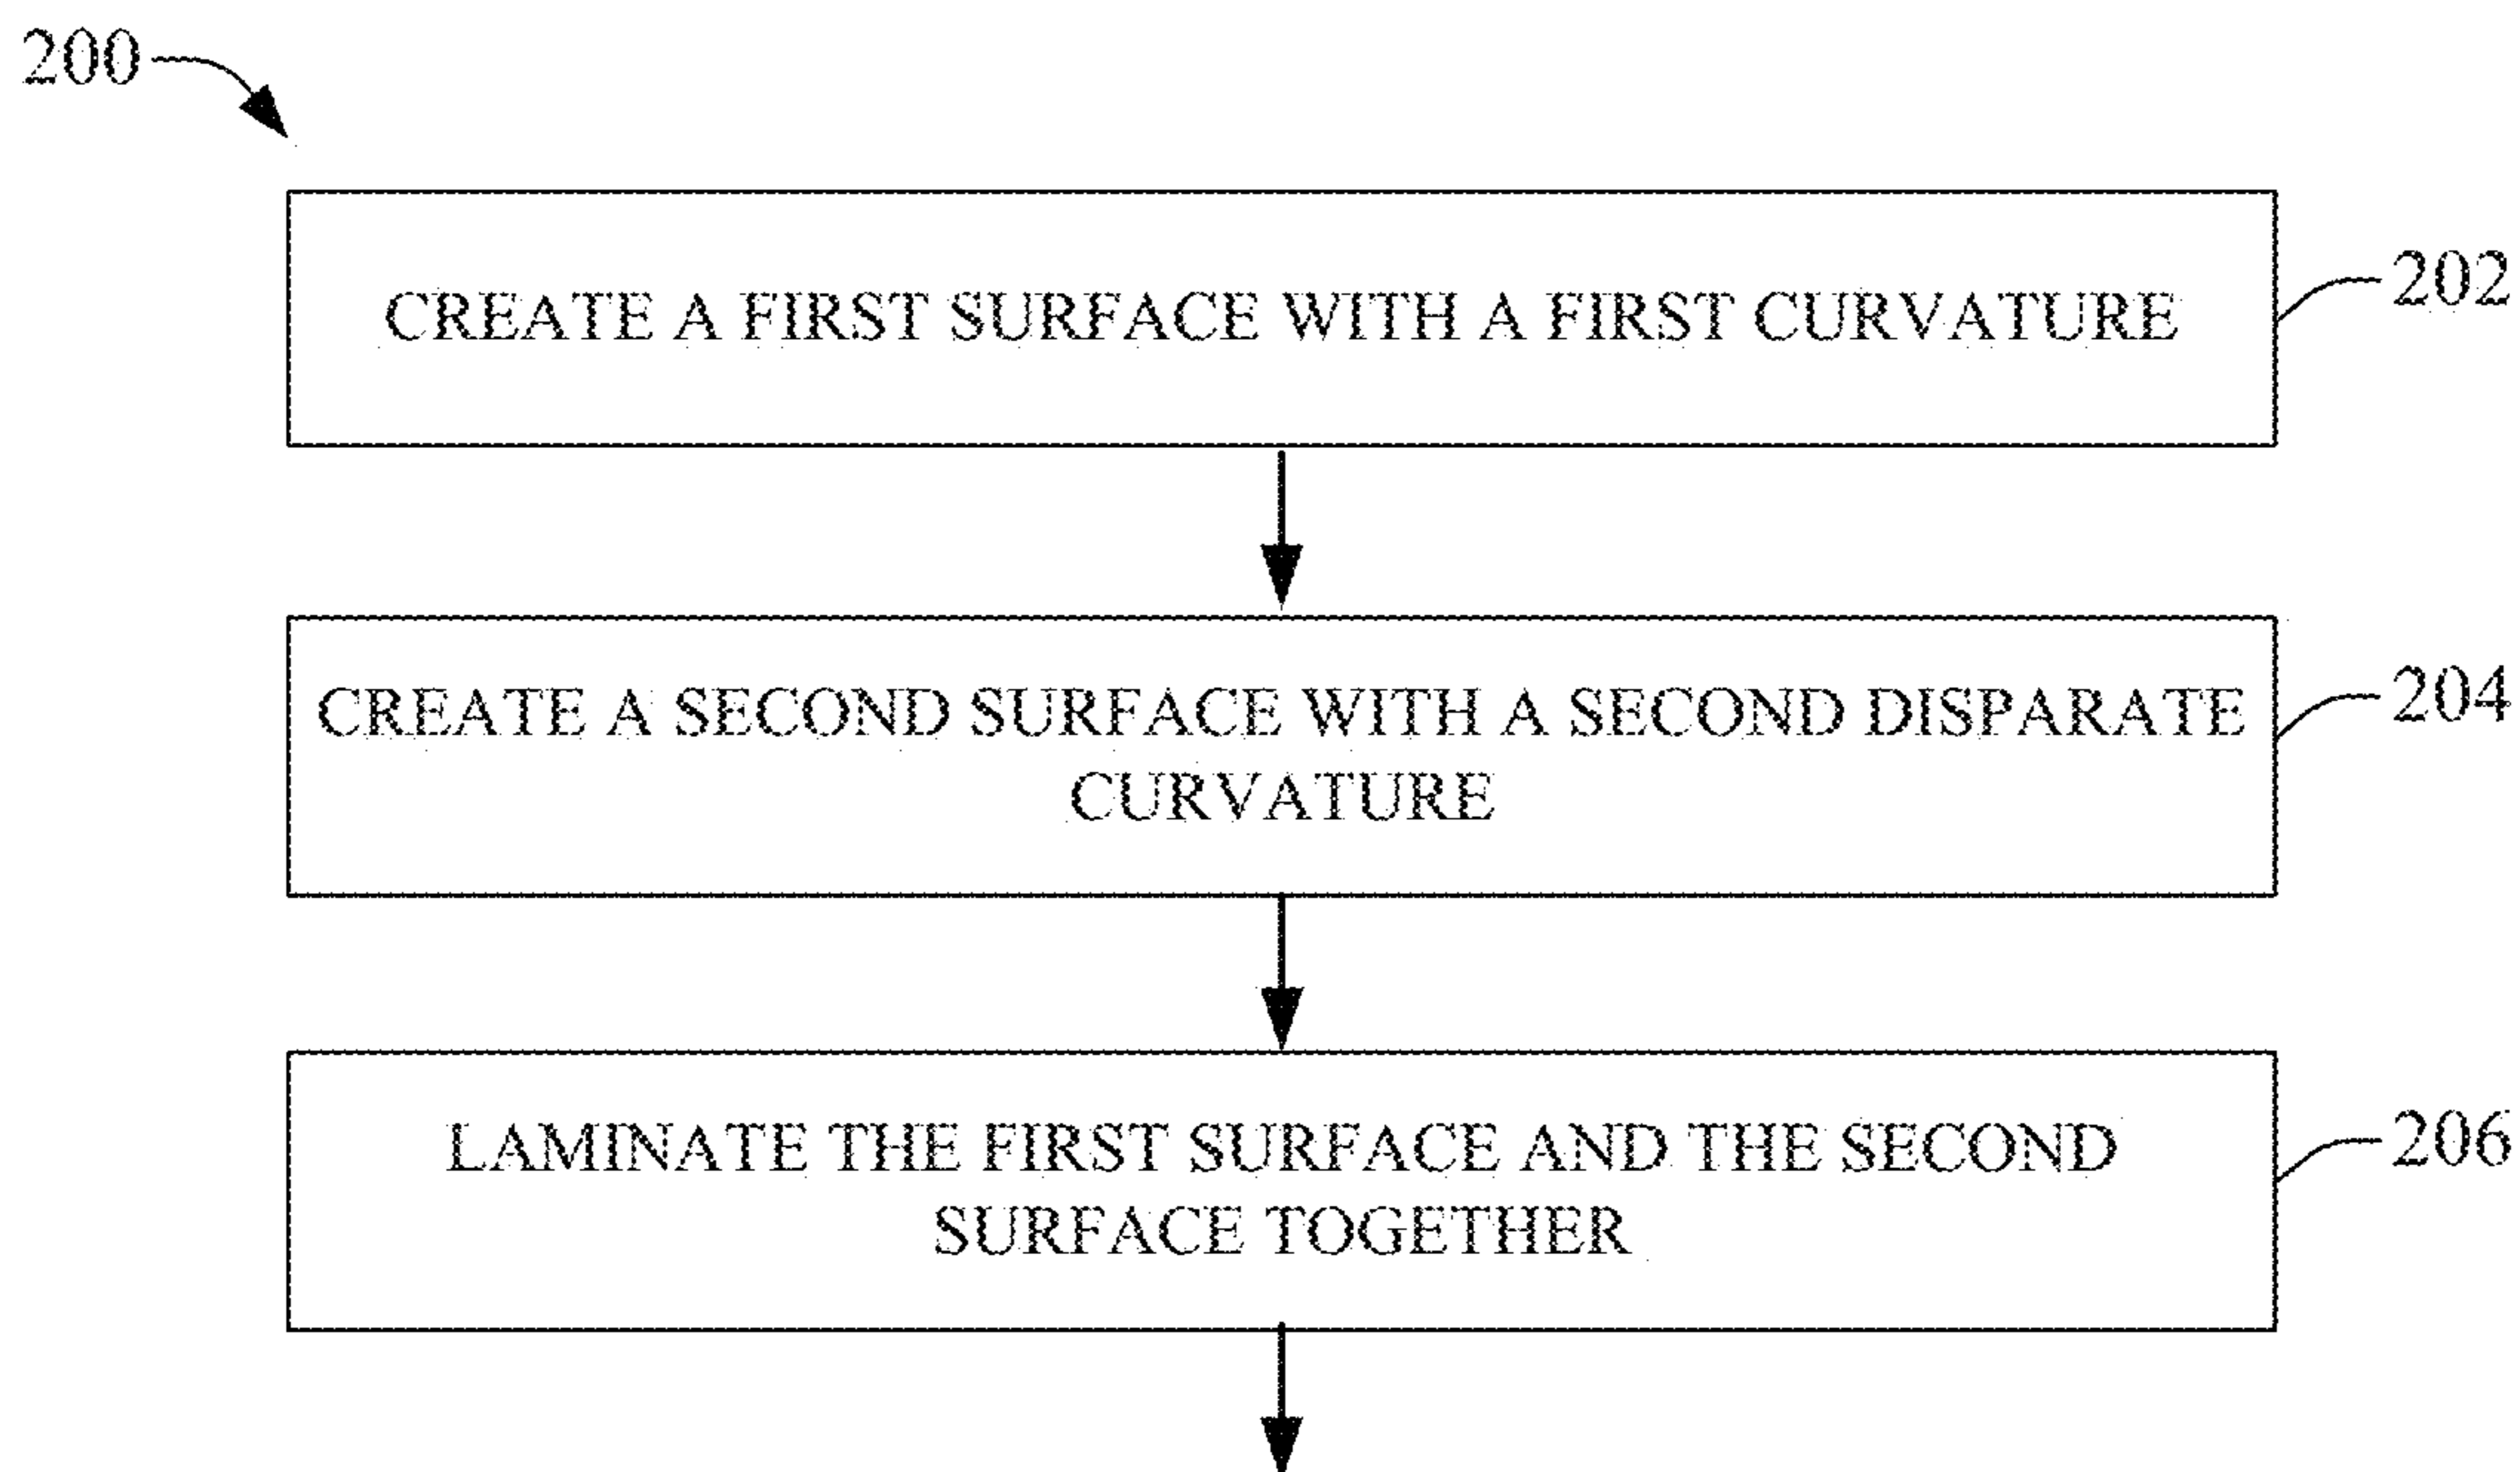 200
CREATE A FIRST SURFACE WITH A FIRST CURVATURE
202
CREATE A SECOND SURFACE WITH A SECOND DISPARATE
CURVATURE
204
LAMINATE THE FIRST SURFACE AND THE SECOND
SURFACE TOGETHER
206